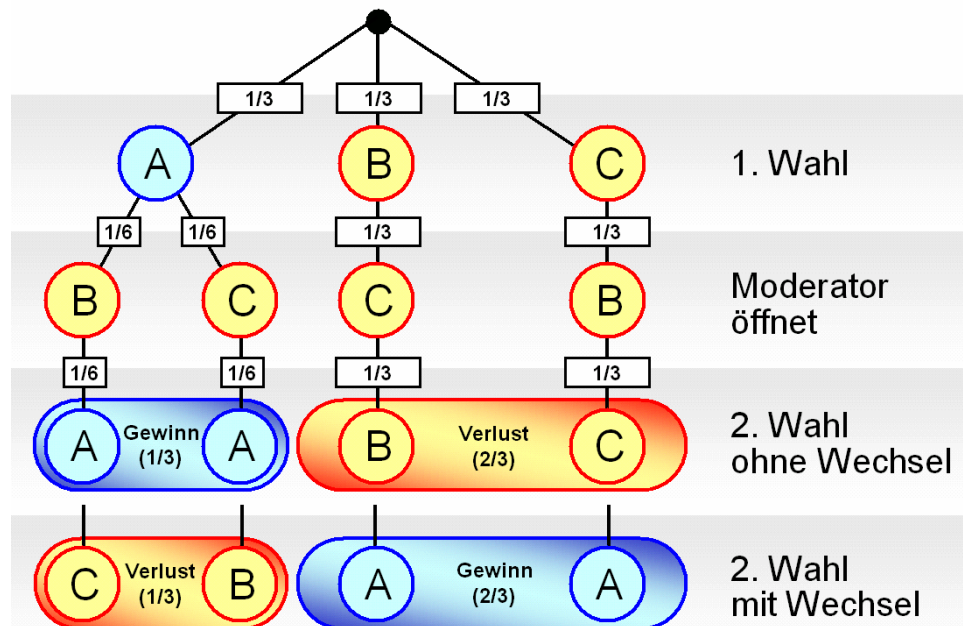 1/3 1/3 1/3
A B C 1. Wahl
1/6 1/6 1/3 1/3
B C C B Moderator
öffnet
1/6 1/6 1/3 1/3
A Gewinn A B Verlust C 2. Wahl
(1/3) (2/3) ohne Wechsel
C Verlust B A Gewinn A 2. Wahl
(1/3) (2/3) mit Wechsel